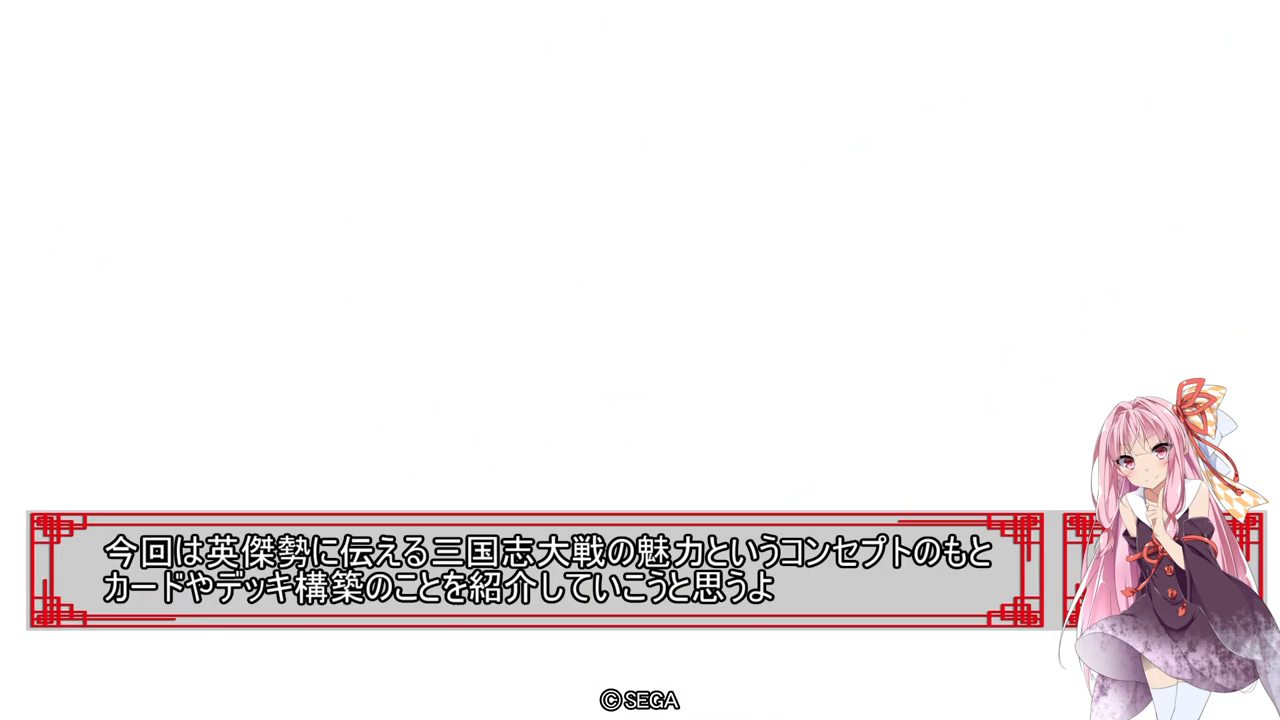 今回は英傑勢に伝える三国志大戦の魅力というコンセプトのもと
カードやデッキ構築のことを紹介していこうと思うよ
©SEGA